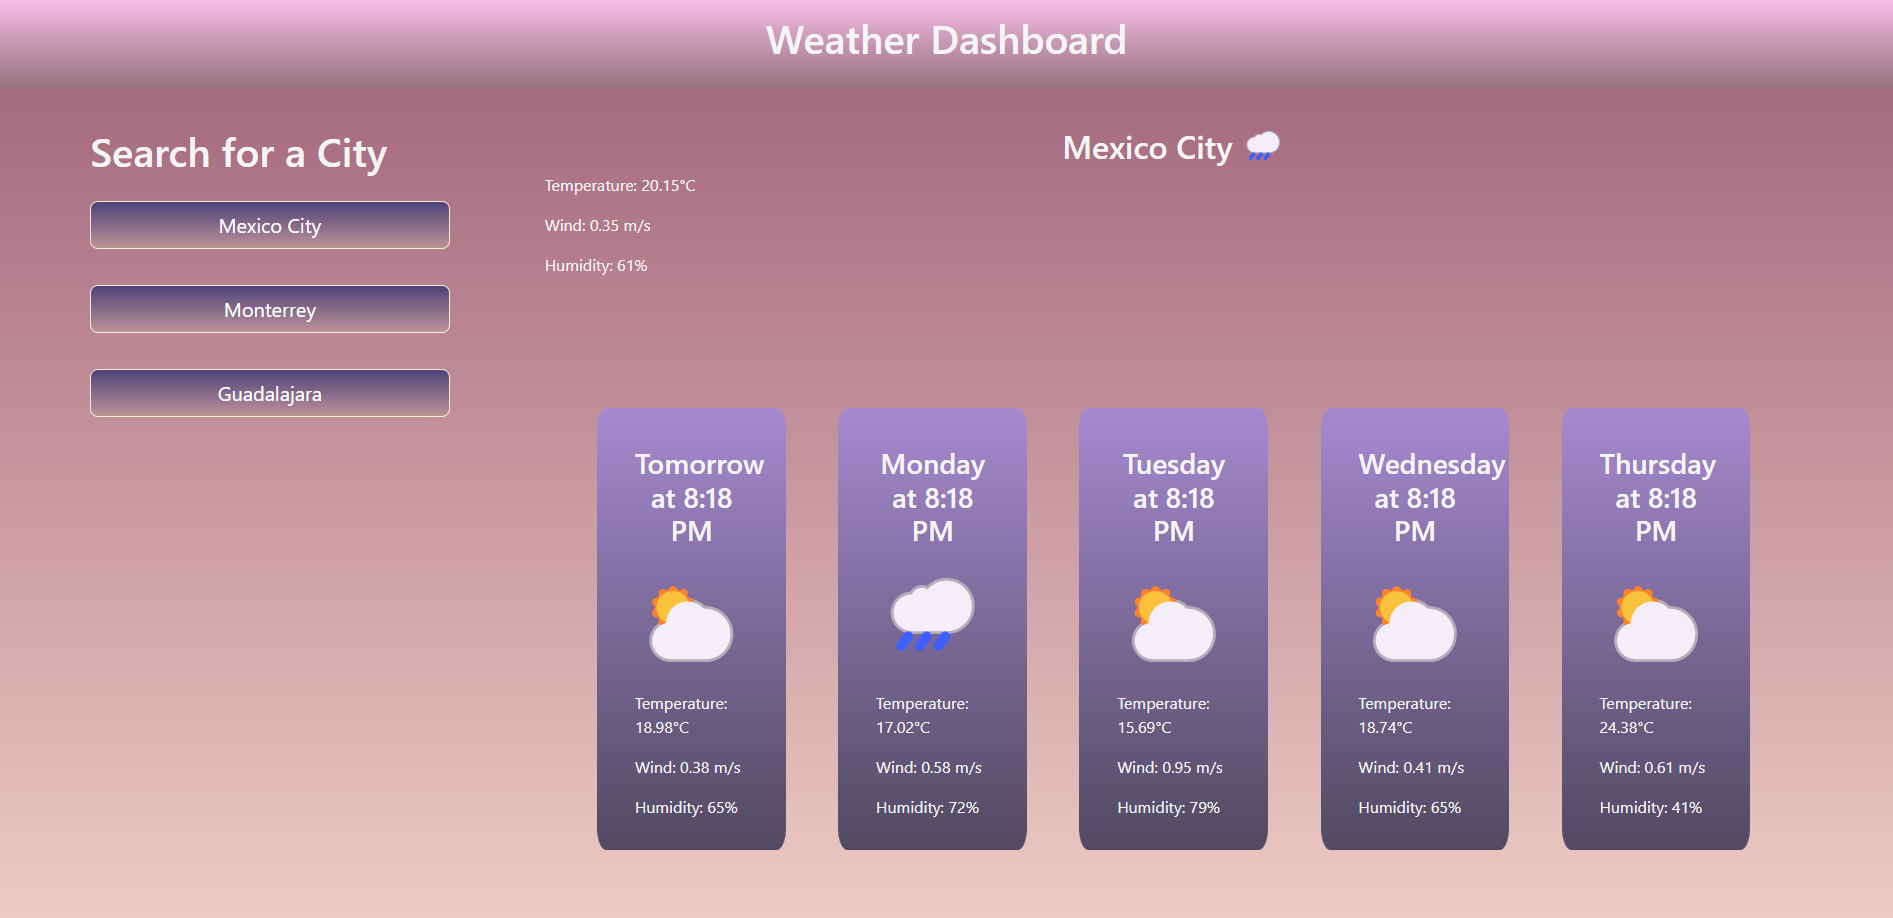 Weather Dashboard
Search for a City
Mexico City
Monterrey
Guadalajara
Mexico City
Temperature: 20.15°C
Wind: 0.35 m/s
Humidity: 61%
Tomorrow
at 8:18
PM
Temperature:
18.98°C
Wind: 0.38 m/s
Humidity: 65%
Monday
at 8:18
PM
Temperature:
17.02°C
Wind: 0.58 m/s
Humidity: 72%
Tuesday
at 8:18
PM
Temperature:
15.69°C
Wind: 0.95 m/s
Humidity: 79%
Wednesday
at 8:18
PM
Temperature:
18.74°C
Wind: 0.41 m/s
Humidity: 65%
Thursday
at 8:18
PM
Temperature:
24.38°C
Wind: 0.61 m/s
Humidity: 41%